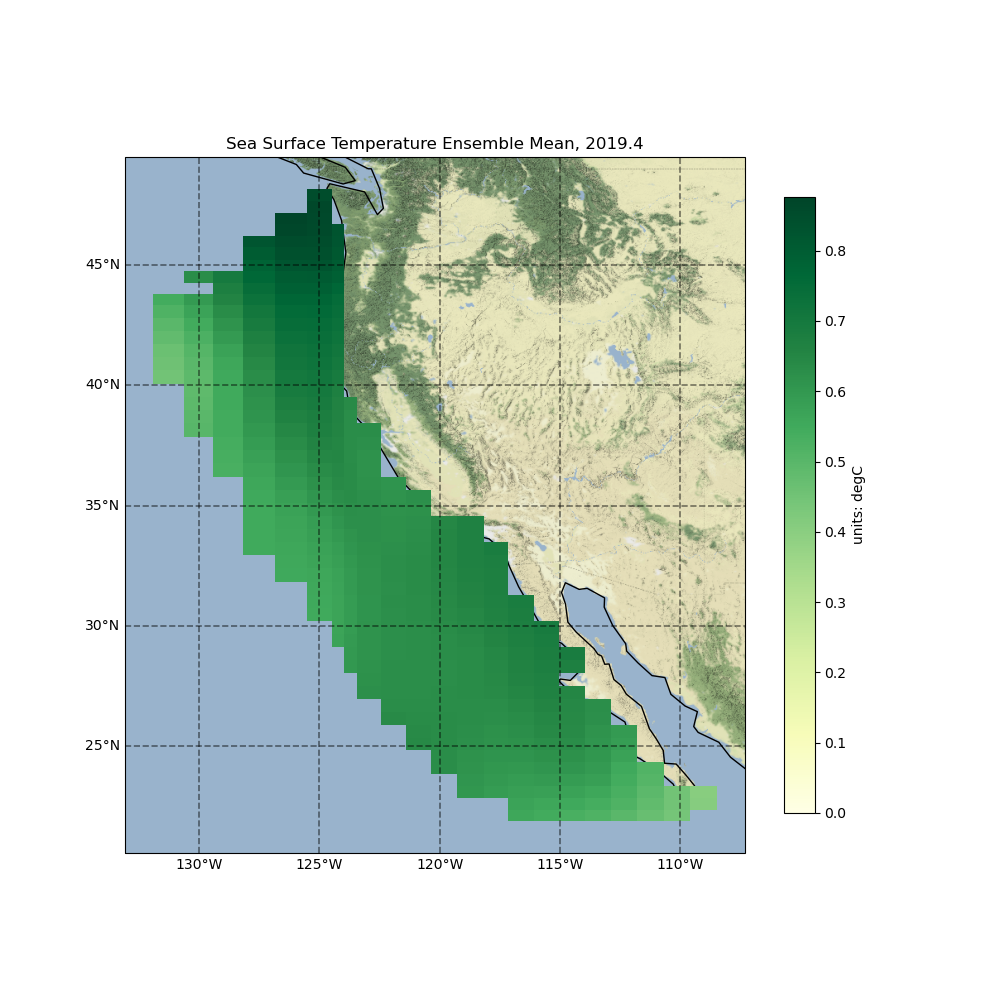 Sea Surface Temperature Ensemble Mean, 2019.4
45°N
40°N
35°N
30°N
25°N
130°W
125°W
120°W
115°W
110°W
0.8
0.7
0.6
0.5
0.4
0.3
0.2
0.1
0.0
units: degC